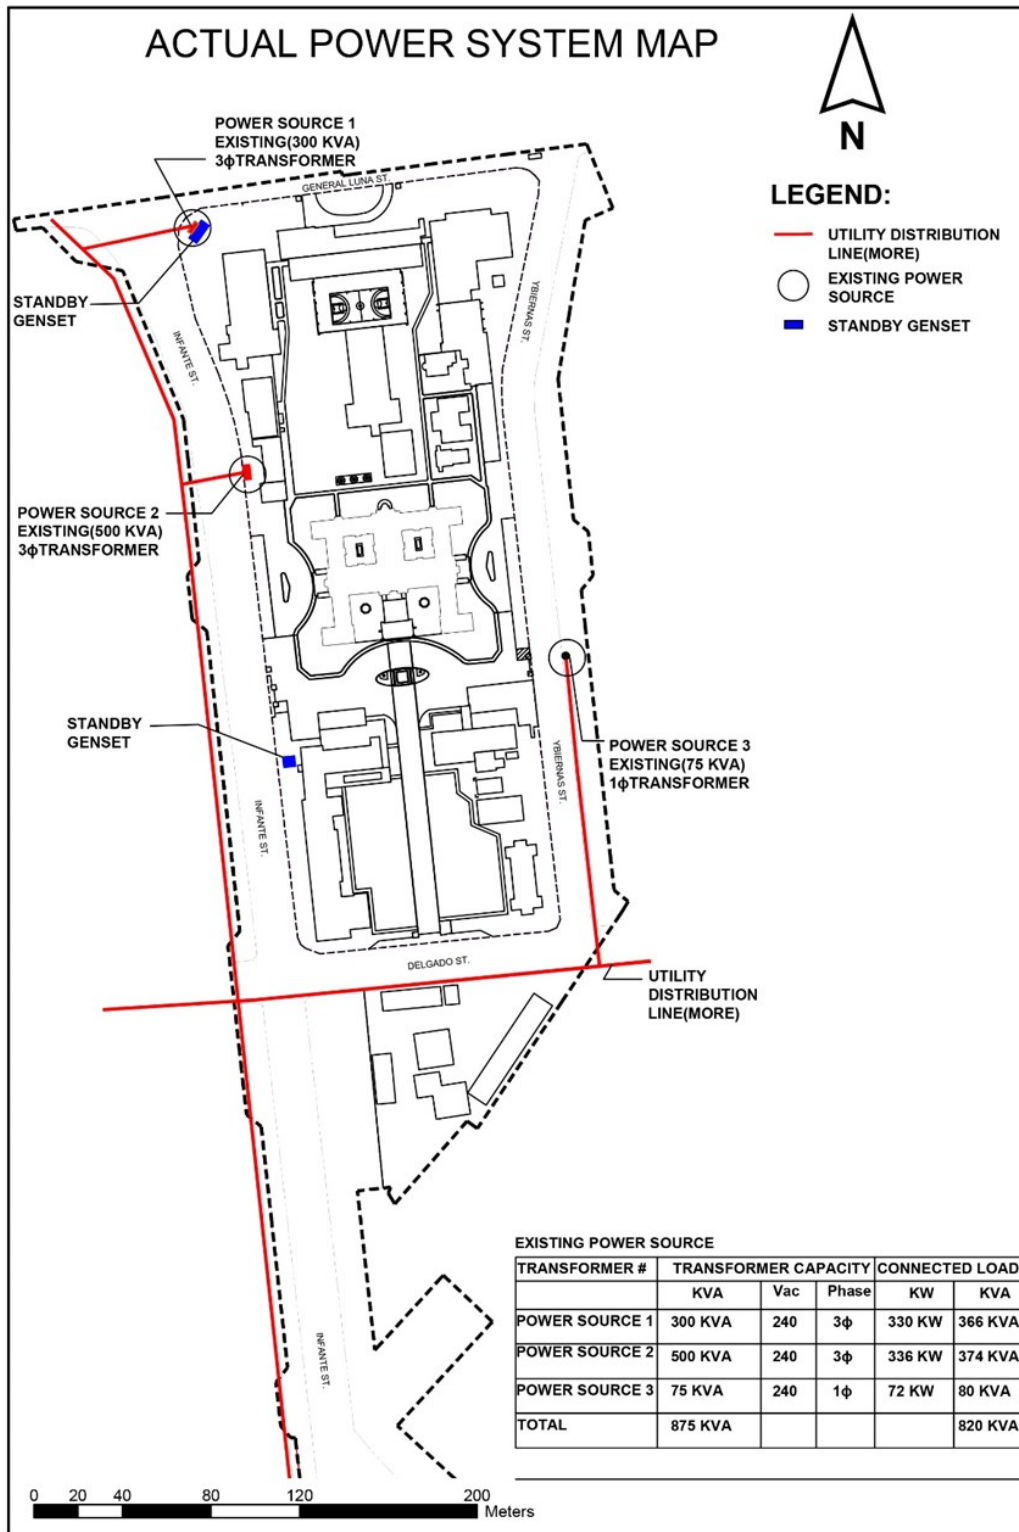 ACTUAL POWER SYSTEM MAP
N
POWER SOURCE 1
EXISTING(300 KVA)
3ϕTRANSFORMER
GENERAL LUNA ST.
LEGEND:
UTILITY DISTRIBUTION
LINE(MORE)
EXISTING POWER
SOURCE
STANDBY GENSET
STANDBY
GENSET
INFANTE ST.
YBIERNAS ST.
POWER SOURCE 2
EXISTING(500 KVA)
3ϕTRANSFORMER
STANDBY
GENSET
POWER SOURCE 3
EXISTING(75 KVA)
1ϕTRANSFORMER
YBIERNAS ST.
INFANTE ST.
DELGADO ST.
UTILITY
DISTRIBUTION
LINE(MORE)
INFANTE ST.
EXISTING POWER SOURCE
TRANSFORMER # TRANSFORMER CAPACITY CONNECTED LOAD
KVA Vac Phase KW KVA
POWER SOURCE 1 300 KVA 240 3ϕ 330 KW 366 KVA
POWER SOURCE 2 500 KVA 240 3ϕ 336 KW 374 KVA
POWER SOURCE 3 75 KVA 240 1ϕ 72 KW 80 KVA
TOTAL 875 KVA 820 KVA
0 20 40 80 120 200
Meters